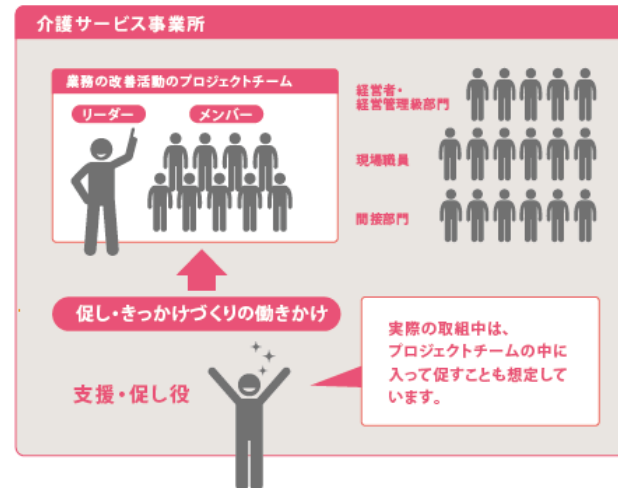 介護サービス事業所
業務の改善活動のプロジェクトチーム
リーダー
メンバー
経営者・
経営管理級部門
現場職員
間接部門
促し・きっかけづくりの働きかけ
支援・促し役
実際の取組中は、
プロジェクトチームの中に
入って促すことも想定して
います。